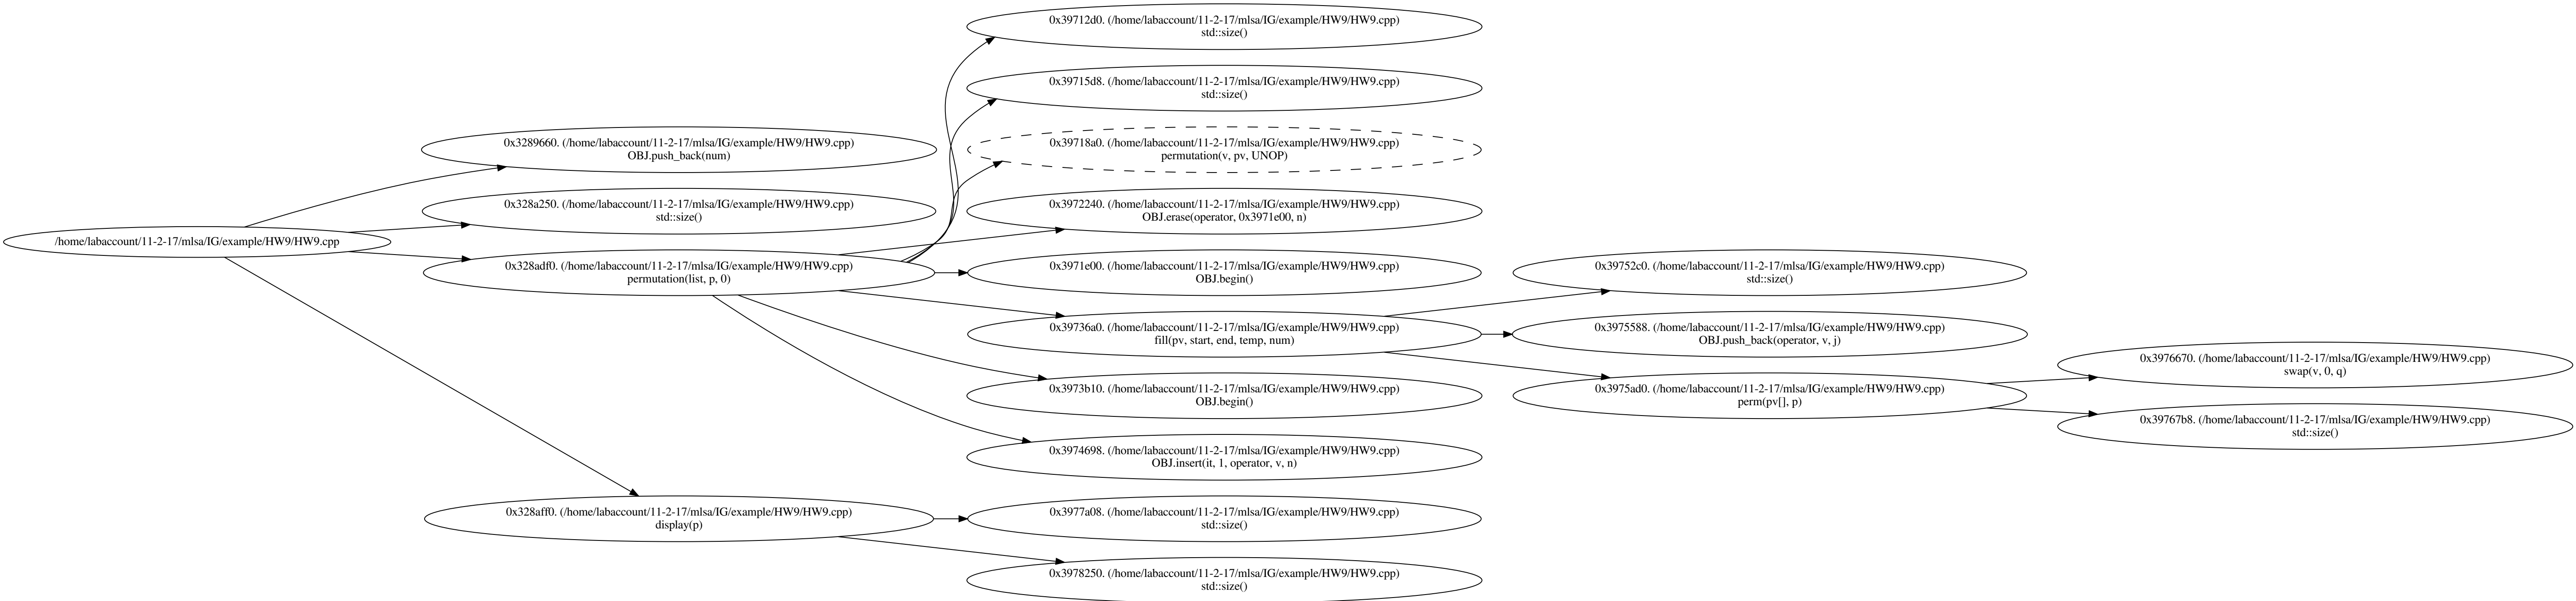 /home/labaccount/11-2-17/mlsa/IG/example/HW9/HW9.cpp
0x3289660. (/home/labaccount/11-2-17/mlsa/IG/example/HW9/HW9.cpp)
OBJ.push_back(num)
0x328a250. (/home/labaccount/11-2-17/mlsa/IG/example/HW9/HW9.cpp)
std::size()
0x328adf0. (/home/labaccount/11-2-17/mlsa/IG/example/HW9/HW9.cpp)
permutation(list, p, 0)
0x328aff0. (/home/labaccount/11-2-17/mlsa/IG/example/HW9/HW9.cpp)
display(p)
0x39712d0. (/home/labaccount/11-2-17/mlsa/IG/example/HW9/HW9.cpp)
std::size()
0x39715d8. (/home/labaccount/11-2-17/mlsa/IG/example/HW9/HW9.cpp)
std::size()
0x39718a0. (/home/labaccount/11-2-17/mlsa/IG/example/HW9/HW9.cpp)
permutation(v, pv, UNOP)
0x3972240. (/home/labaccount/11-2-17/mlsa/IG/example/HW9/HW9.cpp)
OBJ.erase(operator, 0x3971e00, n)
0x3971e00. (/home/labaccount/11-2-17/mlsa/IG/example/HW9/HW9.cpp)
OBJ.begin()
0x39736a0. (/home/labaccount/11-2-17/mlsa/IG/example/HW9/HW9.cpp)
fill(pv, start, end, temp, num)
0x3973b10. (/home/labaccount/11-2-17/mlsa/IG/example/HW9/HW9.cpp)
OBJ.begin()
0x3974698. (/home/labaccount/11-2-17/mlsa/IG/example/HW9/HW9.cpp)
OBJ.insert(it, 1, operator, v, n)
0x3977a08. (/home/labaccount/11-2-17/mlsa/IG/example/HW9/HW9.cpp)
std::size()
0x3978250. (/home/labaccount/11-2-17/mlsa/IG/example/HW9/HW9.cpp)
std::size()
0x39752c0. (/home/labaccount/11-2-17/mlsa/IG/example/HW9/HW9.cpp)
std::size()
0x3975588. (/home/labaccount/11-2-17/mlsa/IG/example/HW9/HW9.cpp)
OBJ.push_back(operator, v, j)
0x3975ad0. (/home/labaccount/11-2-17/mlsa/IG/example/HW9/HW9.cpp)
perm(pv[], p)
0x3976670. (/home/labaccount/11-2-17/mlsa/IG/example/HW9/HW9.cpp)
swap(v, 0, q)
0x39767b8. (/home/labaccount/11-2-17/mlsa/IG/example/HW9/HW9.cpp)
std::size()